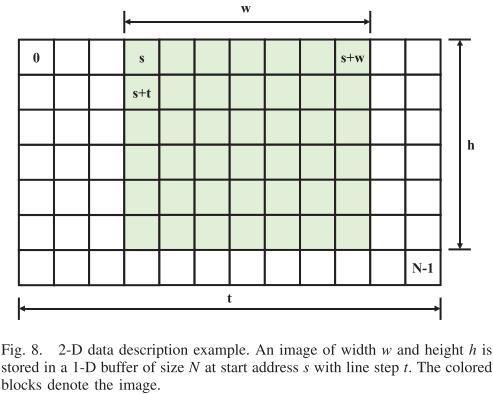 w
0 s s+w
s+t
h
N-1
t
Fig. 8. 2-D data description example. An image of width w and height h is
stored in a 1-D buffer of size N at start address s with line step t. The colored
blocks denote the image.